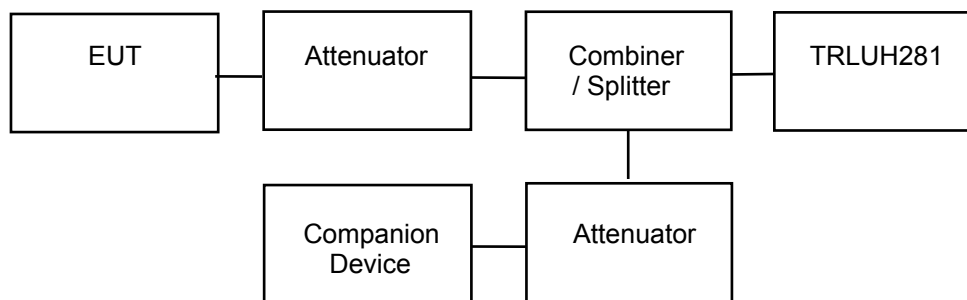 EUT
Attenuator
Combiner
/ Splitter
TRLUH281
Companion
Device
Attenuator